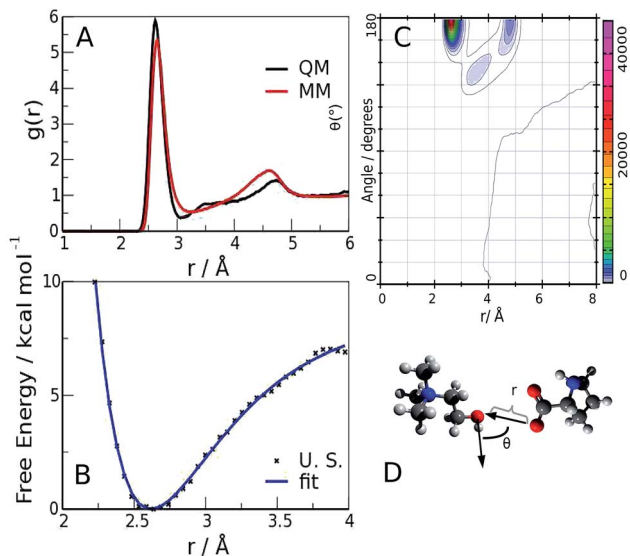 A
QM
MM
g(r)
θ(°)
6
5
4
3
2
1
0
1 2 3 4 5 6
r / Å
C
180
Angle / degrees
0
0 2 4 6 8
r/ Å
40000
20000
0
Free Energy / kcal mol⁻¹
10
5
0
B
× U. S.
fit
2 2.5 3 3.5 4
r / Å
r
θ
D